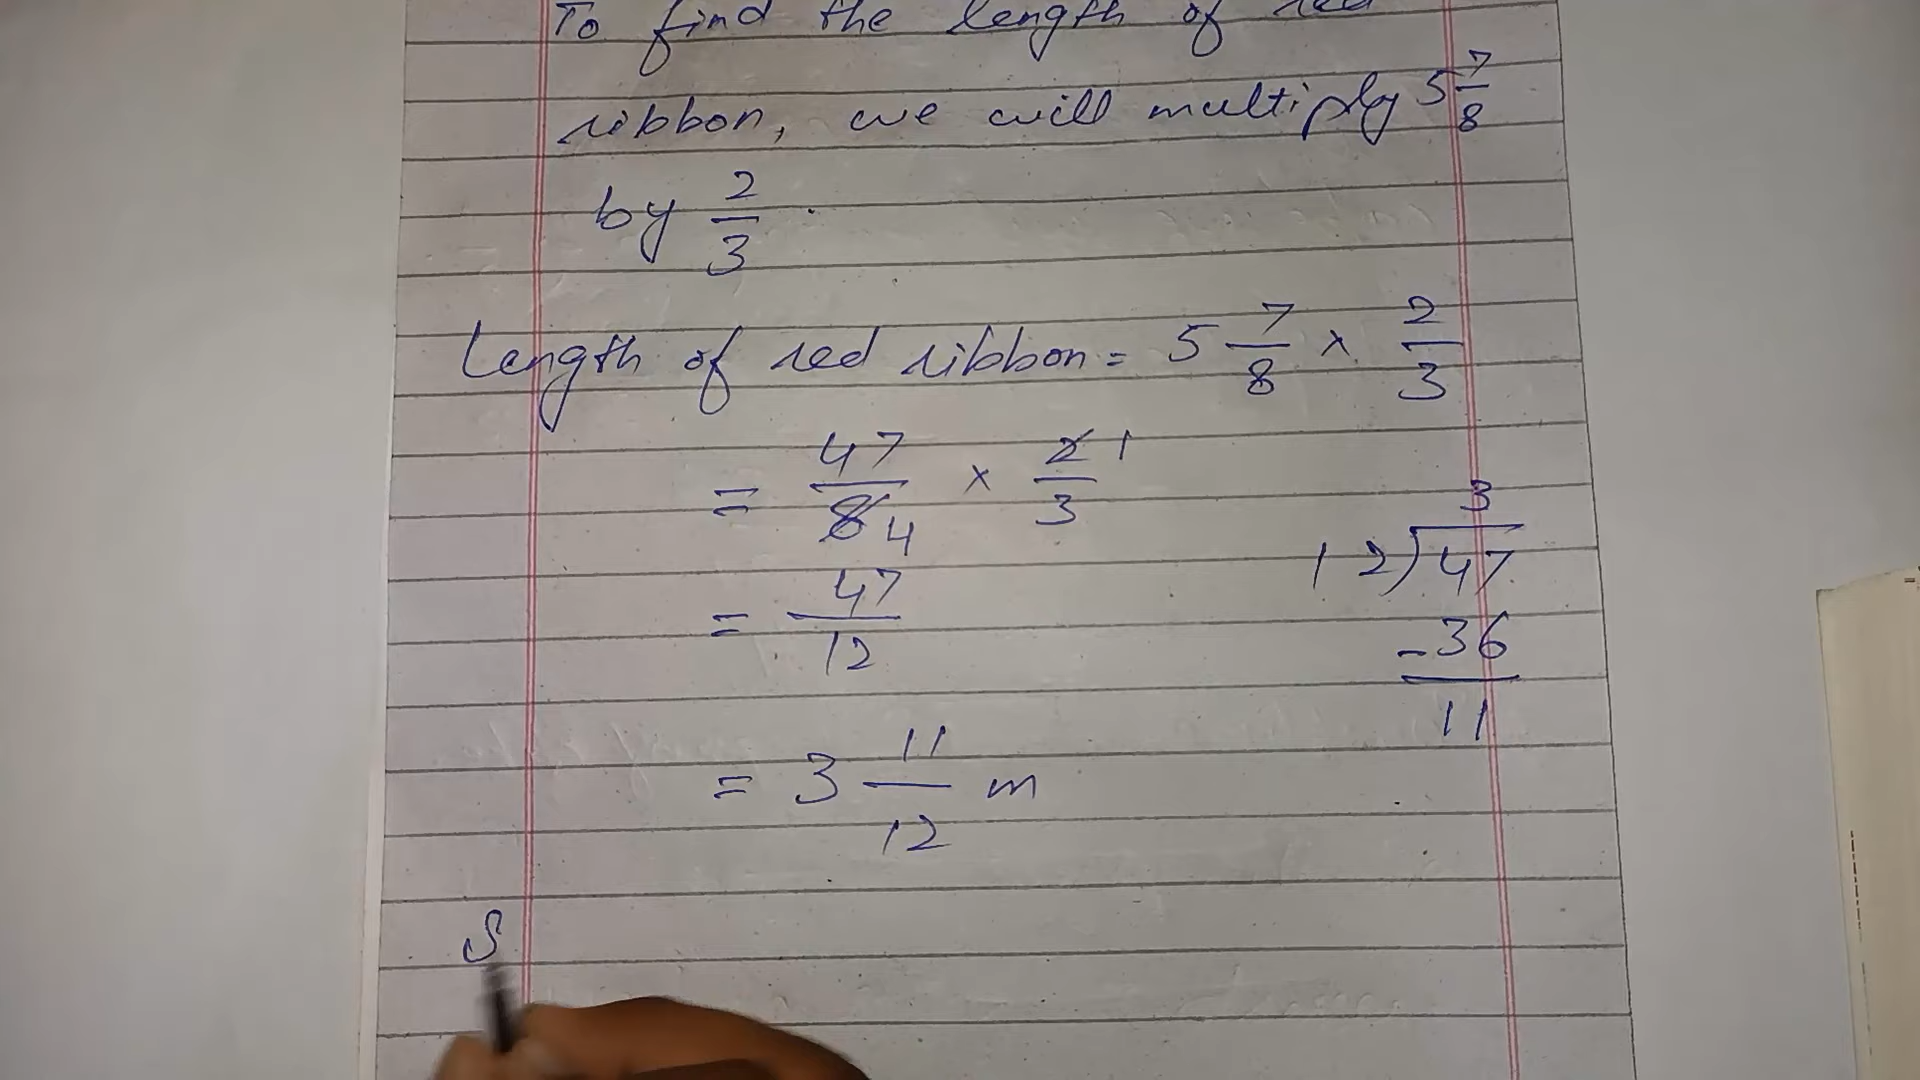 To find the length of red
ribbon, we will multiply 5 7/8
by 2/3.
Length of red ribbon = 5 7/8 × 2/3
= 47/8 4 × 2/3 1
= 47/12
= 3 11/12 m
3
12)47
-36
11
S